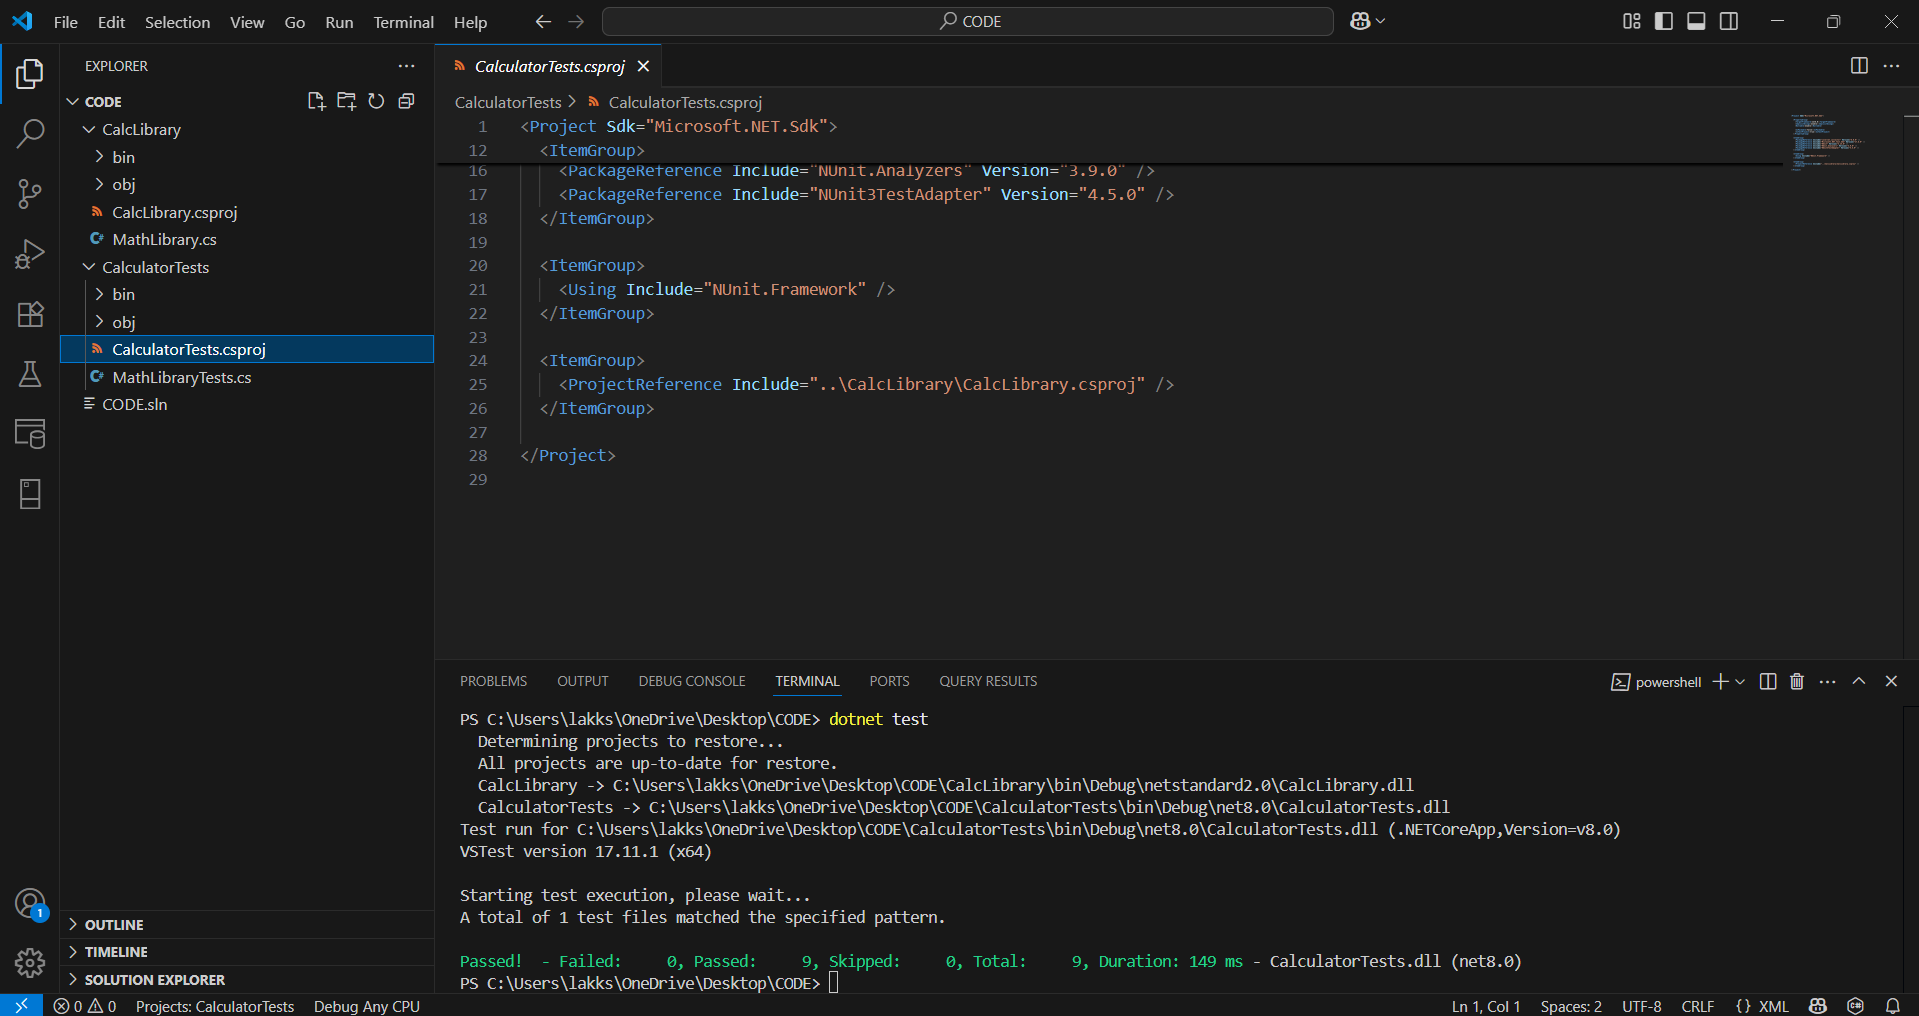 File Edit Selection View Go Run Terminal Help
CODE
EXPLORER
CODE
CalcLibrary
bin
obj
CalcLibrary.csproj
C# MathLibrary.cs
CalculatorTests
bin
obj
CalculatorTests.csproj
C# MathLibraryTests.cs
CODE.sln
OUTLINE
TIMELINE
SOLUTION EXPLORER
1
CalculatorTests.csproj
CalculatorTests > CalculatorTests.csproj
1 <Project Sdk="Microsoft.NET.Sdk">
12 <ItemGroup>
16 <PackageReference Include="NUnit.Analyzers" Version="3.9.0" />
17 <PackageReference Include="NUnit3TestAdapter" Version="4.5.0" />
18 </ItemGroup>
19
20 <ItemGroup>
21 <Using Include="NUnit.Framework" />
22 </ItemGroup>
23
24 <ItemGroup>
25 <ProjectReference Include="..\CalcLibrary\CalcLibrary.csproj" />
26 </ItemGroup>
27
28 </Project>
29
PROBLEMS OUTPUT DEBUG CONSOLE TERMINAL PORTS QUERY RESULTS
powershell
PS C:\Users\lakks\OneDrive\Desktop\CODE> dotnet test
Determining projects to restore...
All projects are up-to-date for restore.
CalcLibrary -> C:\Users\lakks\OneDrive\Desktop\CODE\CalcLibrary\bin\Debug\netstandard2.0\CalcLibrary.dll
CalculatorTests -> C:\Users\lakks\OneDrive\Desktop\CODE\CalculatorTests\bin\Debug\net8.0\CalculatorTests.dll
Test run for C:\Users\lakks\OneDrive\Desktop\CODE\CalculatorTests\bin\Debug\net8.0\CalculatorTests.dll (.NETCoreApp,Version=v8.0)
VSTest version 17.11.1 (x64)
Starting test execution, please wait...
A total of 1 test files matched the specified pattern.
Passed! - Failed: 0, Passed: 9, Skipped: 0, Total: 9, Duration: 149 ms - CalculatorTests.dll (net8.0)
PS C:\Users\lakks\OneDrive\Desktop\CODE>
0 0 Projects: CalculatorTests Debug Any CPU
Ln 1, Col 1 Spaces: 2 UTF-8 CRLF {} XML